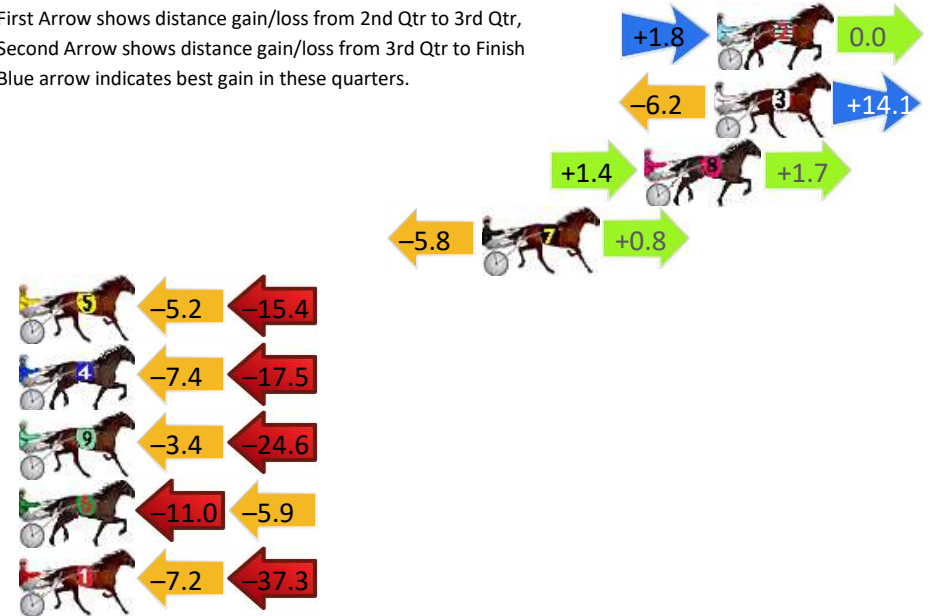 First Arrow shows distance gain/loss from 2nd Qtr to 3rd Qtr,
Second Arrow shows distance gain/loss from 3rd Qtr to Finish
Blue arrow indicates best gain in these quarters.
+1.8 2 0.0
–6.2 3 +14.1
+1.4 8 +1.7
–5.8 7 +0.8
5 –5.2 –15.4
4 –7.4 –17.5
9 –3.4 –24.6
6 –11.0 –5.9
1 –7.2 –37.3